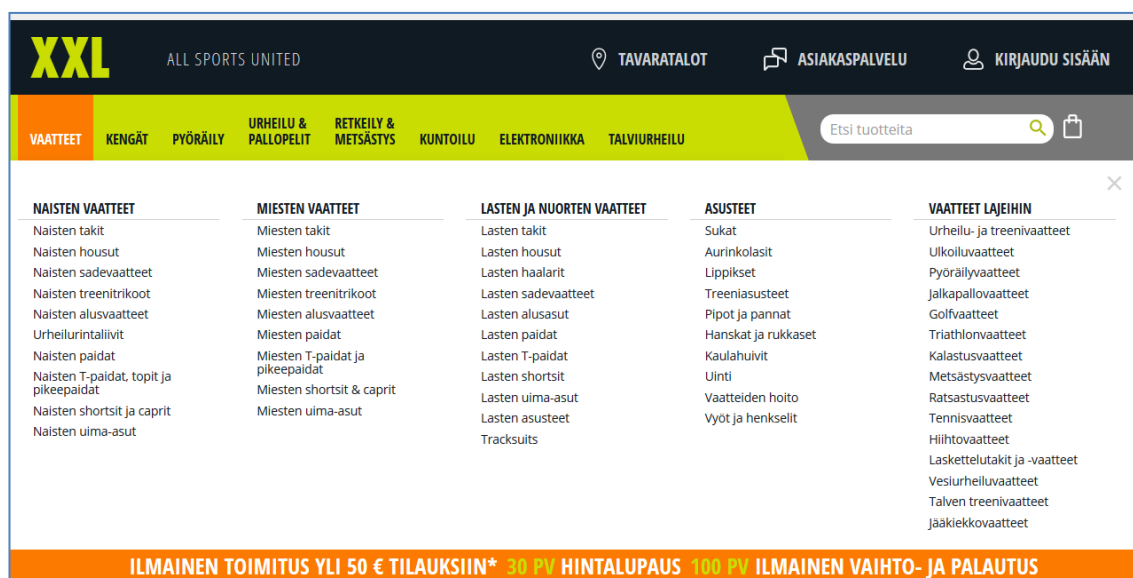 XXL
ALL SPORTS UNITED
TAVARATALOT
ASIAKASPALVELU
KIRJAUDU SISÄÄN
VAATTEET
KENGÄT
PYÖRÄILY
URHEILU &
PALLOPELIT
RETKEILY &
METSÄSTYS
KUNTOILU
ELEKTRONIIKKA
TALVIURHEILU
Etsi tuotteita
NAISTEN VAATTEET
Naisten takit
Naisten housut
Naisten sadevaatteet
Naisten treenitrikoot
Naisten alusvaatteet
Urheilurintaliivit
Naisten paidat
Naisten T-paidat, topit ja
pikeepaidat
Naisten shortsit ja caprit
Naisten uima-asut
MIESTEN VAATTEET
Miesten takit
Miesten housut
Miesten sadevaatteet
Miesten treenitrikoot
Miesten alusvaatteet
Miesten paidat
Miesten T-paidat ja
pikeepaidat
Miesten shortsit & caprit
Miesten uima-asut
LASTEN JA NUORTEN VAATTEET
Lasten takit
Lasten housut
Lasten haalarit
Lasten sadevaatteet
Lasten alusasut
Lasten paidat
Lasten T-paidat
Lasten shortsit
Lasten uima-asut
Lasten asusteet
Tracksuits
ASUSTEET
Sukat
Aurinkolasit
Lippikset
Treeniasusteet
Pipot ja pannat
Hanskat ja rukkaset
Kaulahuivit
Uinti
Vaatteiden hoito
Vyöt ja henkselit
VAATTEET LAJEIHIN
Urheilu- ja treenivaatteet
Ulkoiluvaatteet
Pyöräilyvaatteet
Jalkapallovaatteet
Golfvaatteet
Triathlonvaatteet
Kalastusvaatteet
Metsästysvaatteet
Ratsastusvaatteet
Tennisvaatteet
Hiihtovaatteet
Laskettelutakit ja -vaatteet
Vesiurheiluvaatteet
Talven treenivaatteet
Jääkiekkovaatteet
ILMAINEN TOIMITUS YLI 50 € TILAUKSIIN* 30 PV HINTALUPAUS 100 PV ILMAINEN VAIHTO- JA PALAUTUS